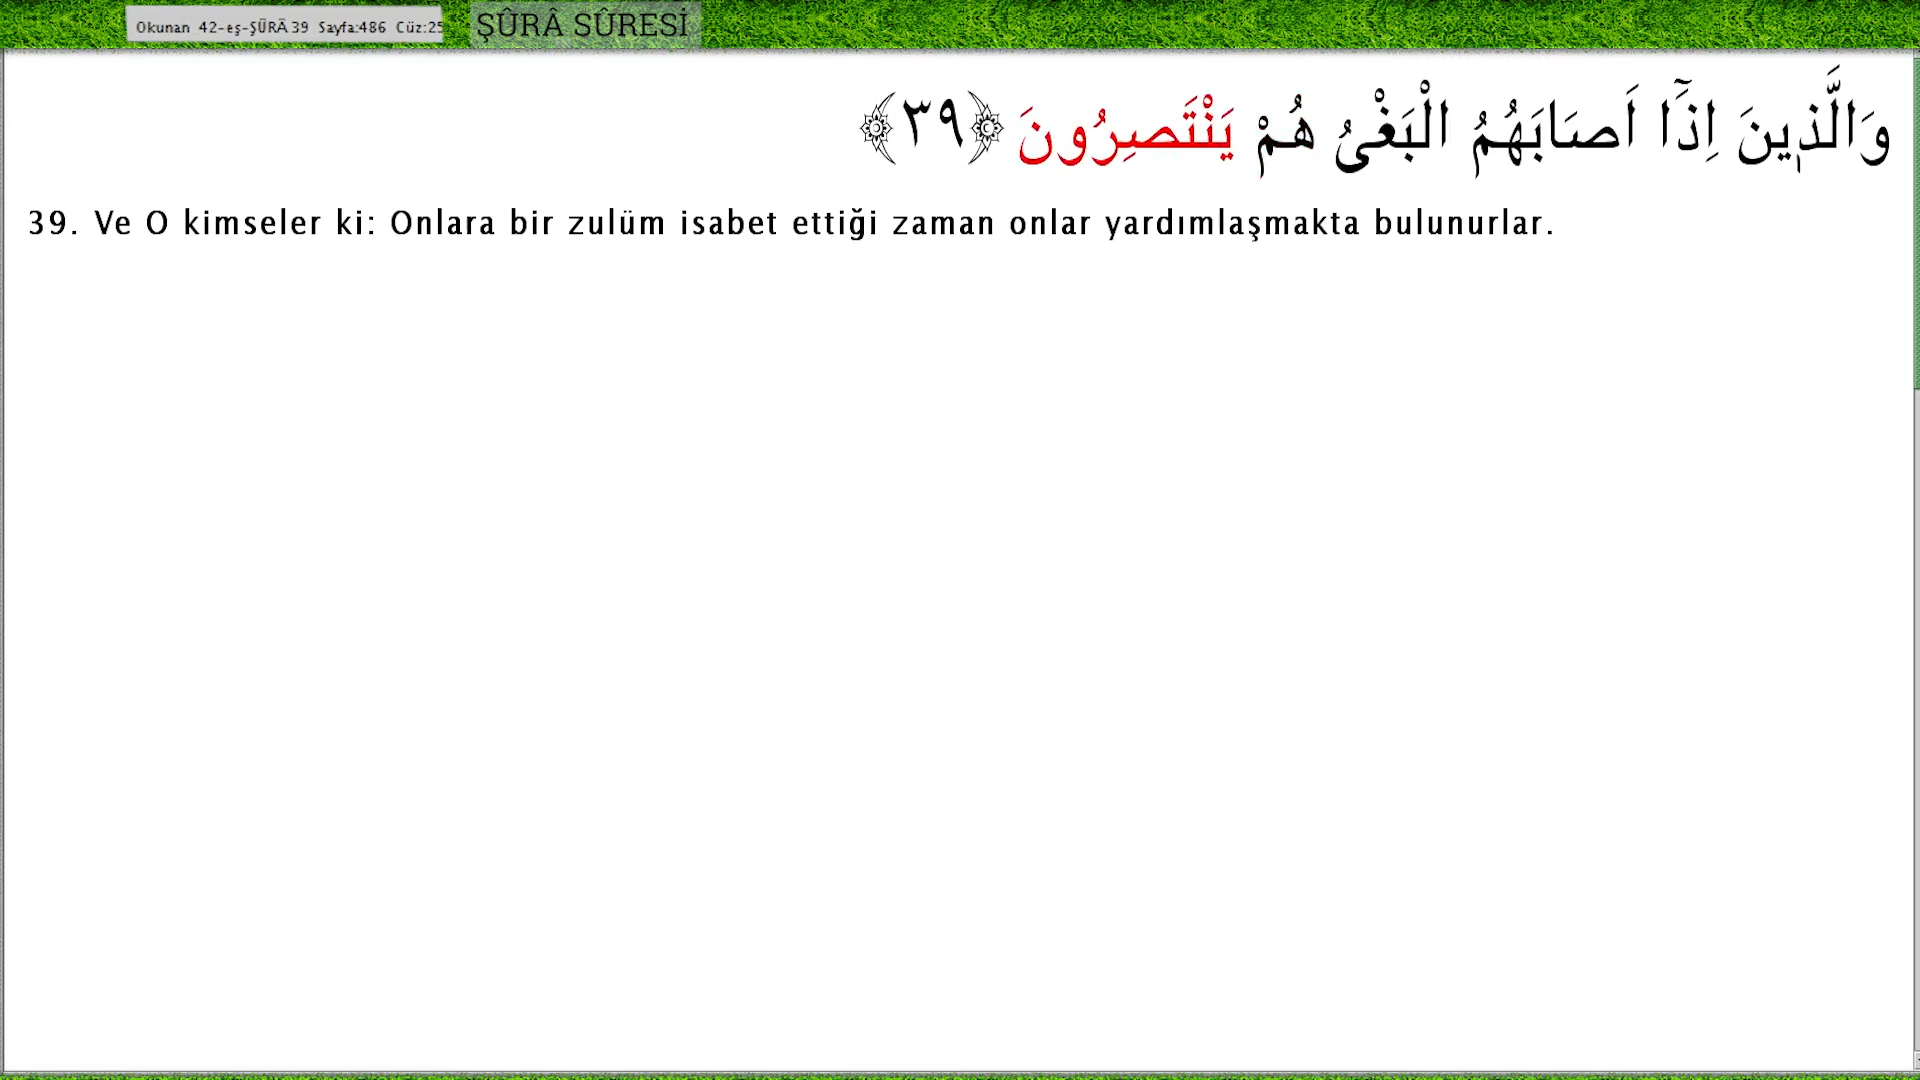 Okunan 42-eş-ŞÛRÂ 39 Sayfa:486 Cüz:25
ŞÛRÂ SÛRESİ
وَالَّذ۪ينَ اِذَٓا اَصَابَهُمُ الْبَغْىُ هُمْ يَنْتَصِرُونَ ﴿٣٩﴾
39. Ve O kimseler ki: Onlara bir zulüm isabet ettiği zaman onlar yardımlaşmakta bulunurlar.